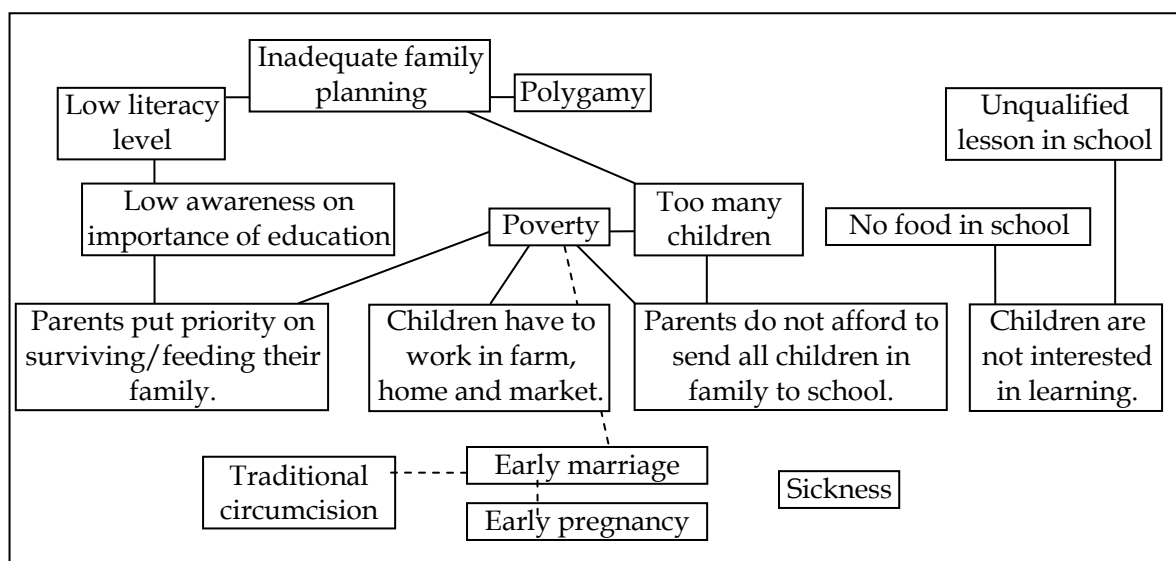 Inadequate family
planning
Polygamy
Low literacy
level
Unqualified
lesson in school
Low awareness on
importance of education
Poverty
Too many
children
No food in school
Parents put priority on
surviving/feeding their
family.
Children have to
work in farm,
home and market.
Parents do not afford to
send all children in
family to school.
Children are
not interested
in learning.
Traditional
circumcision
Early marriage
Early pregnancy
Sickness